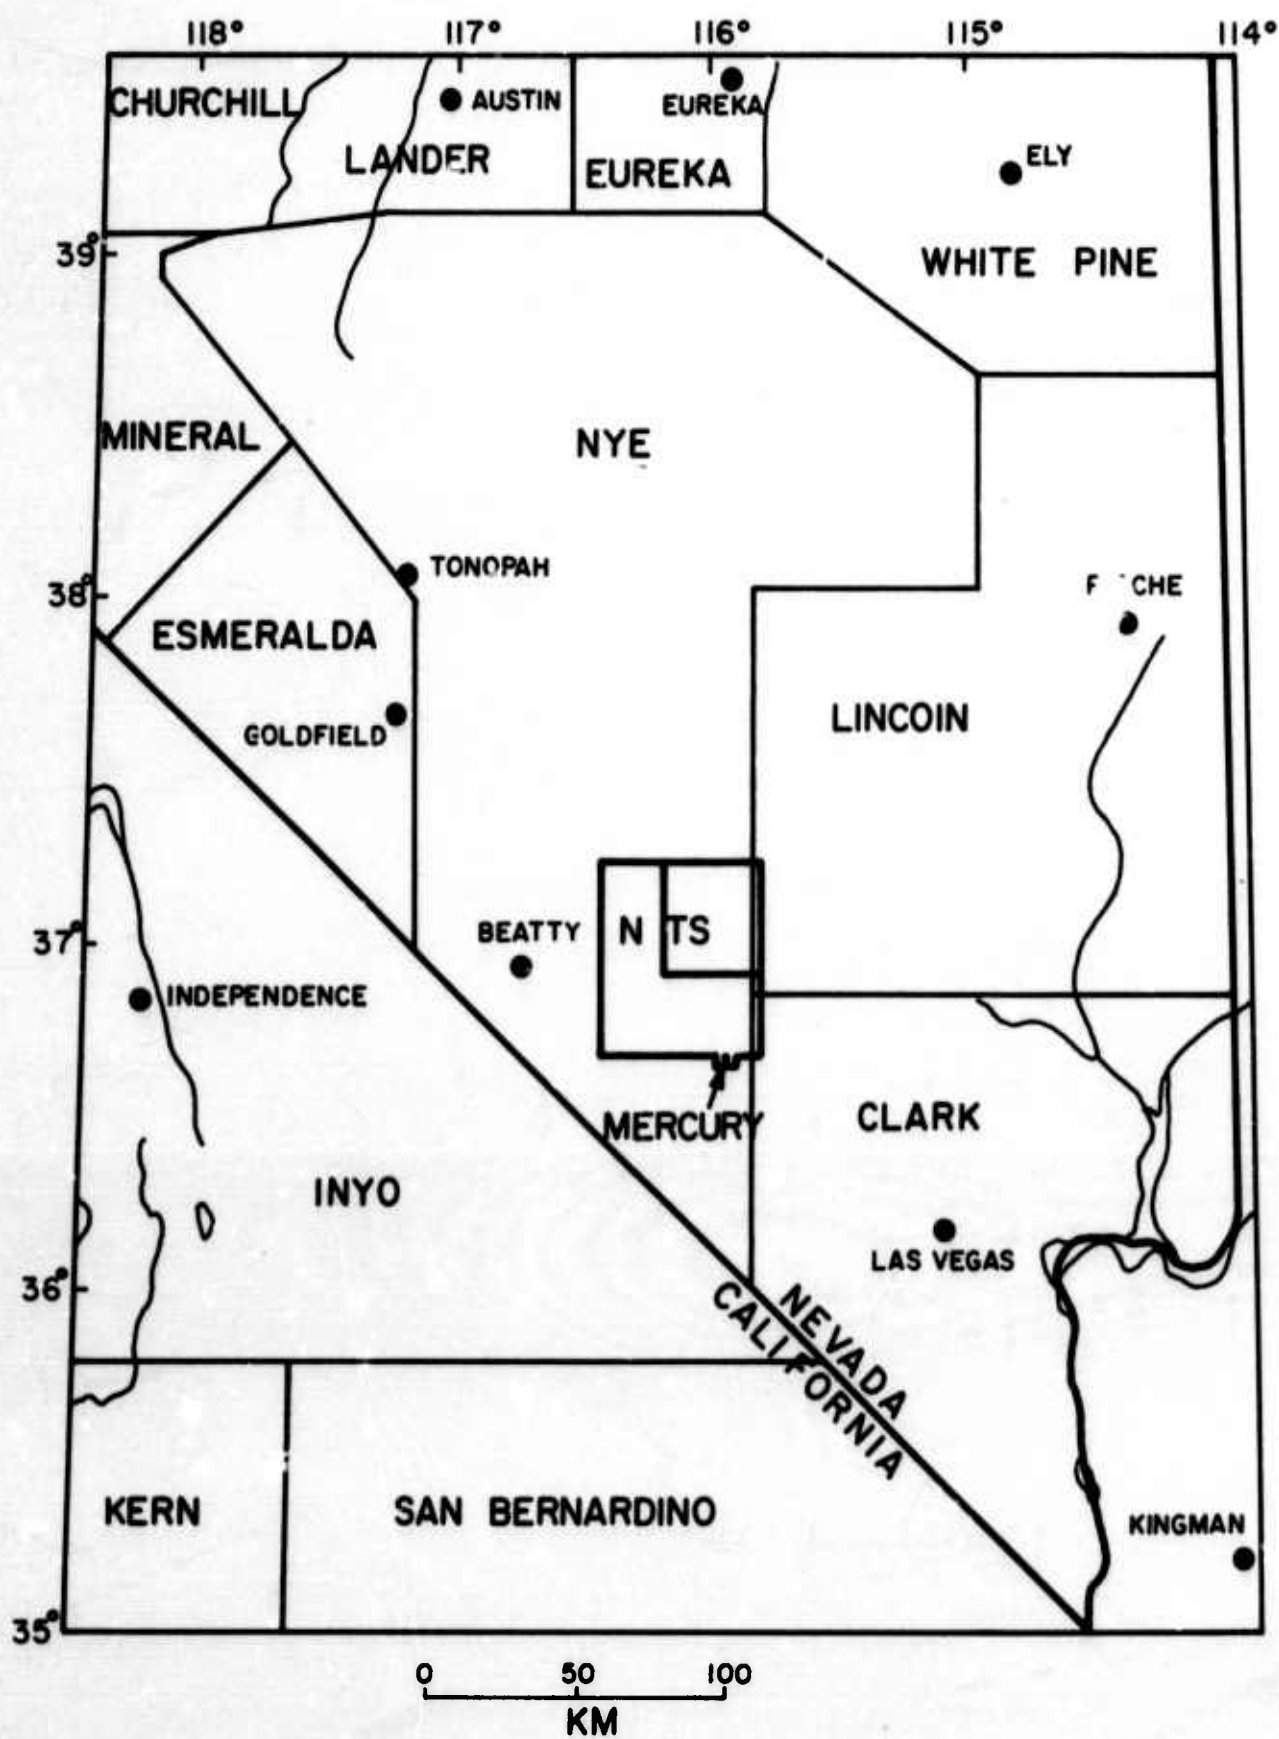 118° 117° 116° 115° 114°
CHURCHILL
AUSTIN
EUREKA
LANDER
EUREKA
ELY
39°
WHITE PINE
MINERAL
NYE
TONOPAH
38°
ESMERALDA
GOLDFIELD
LINCOIN
37°
BEATTY
N TS
INDEPENDENCE
MERCURY
CLARK
INYO
LAS VEGAS
36°
NEVADA
CALIFORNIA
KERN
SAN BERNARDINO
KINGMAN
35°
0 50 100
KM